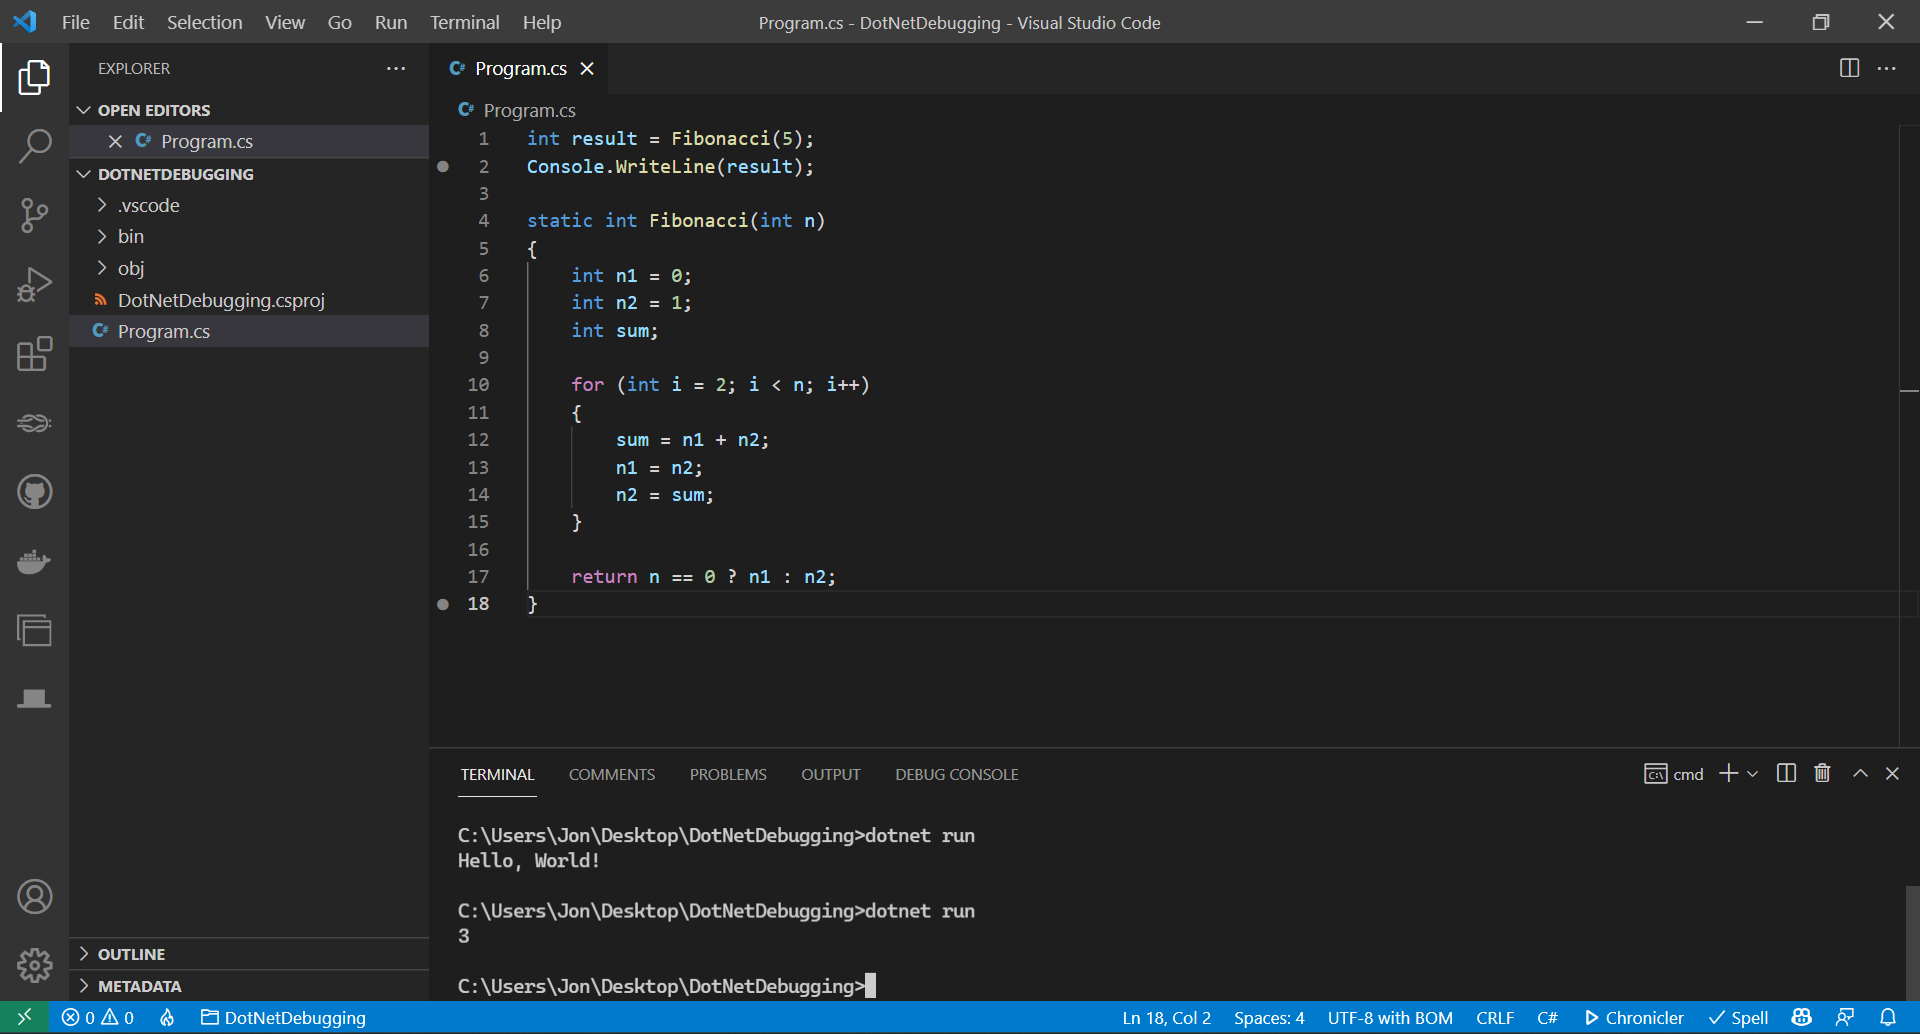 File Edit Selection View Go Run Terminal Help
Program.cs - DotNetDebugging - Visual Studio Code
EXPLORER
OPEN EDITORS
C# Program.cs
DOTNETDEBUGGING
.vscode
bin
obj
DotNetDebugging.csproj
C# Program.cs
OUTLINE
METADATA
C# Program.cs
C# Program.cs
1 int result = Fibonacci(5);
2 Console.WriteLine(result);
3
4 static int Fibonacci(int n)
5 {
6 int n1 = 0;
7 int n2 = 1;
8 int sum;
9
10 for (int i = 2; i < n; i++)
11 {
12 sum = n1 + n2;
13 n1 = n2;
14 n2 = sum;
15 }
16
17 return n == 0 ? n1 : n2;
18 }
TERMINAL COMMENTS PROBLEMS OUTPUT DEBUG CONSOLE
cmd
C:\Users\Jon\Desktop\DotNetDebugging>dotnet run
Hello, World!
C:\Users\Jon\Desktop\DotNetDebugging>dotnet run
3
C:\Users\Jon\Desktop\DotNetDebugging>
0 0 DotNetDebugging Ln 18, Col 2 Spaces: 4 UTF-8 with BOM CRLF C# Chronicler Spell